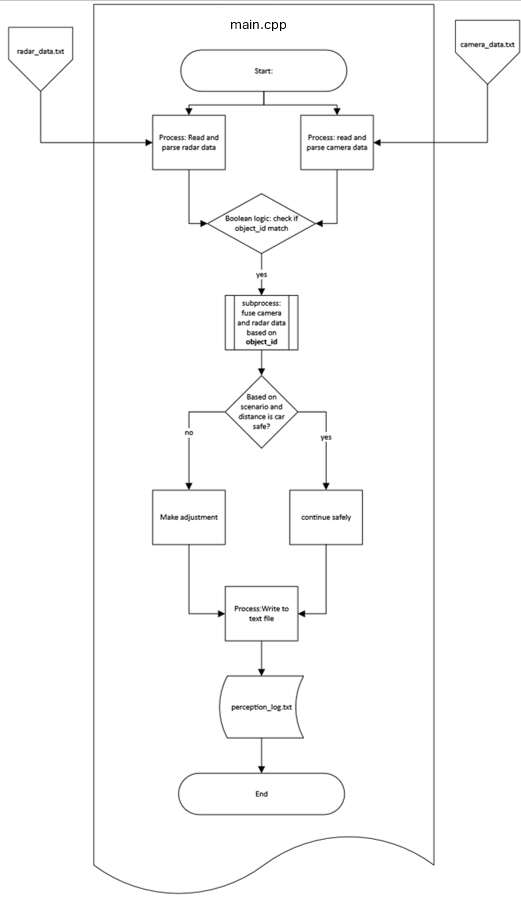 main.cpp
radar_data.txt
camera_data.txt
Start:
Process: Read and
parse radar data
Process: read and
parse camera data
Boolean logic: check if
object_id match
yes
subprocess:
fuse camera
and radar data
based on
object_id
Based on
scenario and
distance is car
safe?
no
yes
Make adjustment
continue safely
Process:Write to
text file
perception_log.txt
End